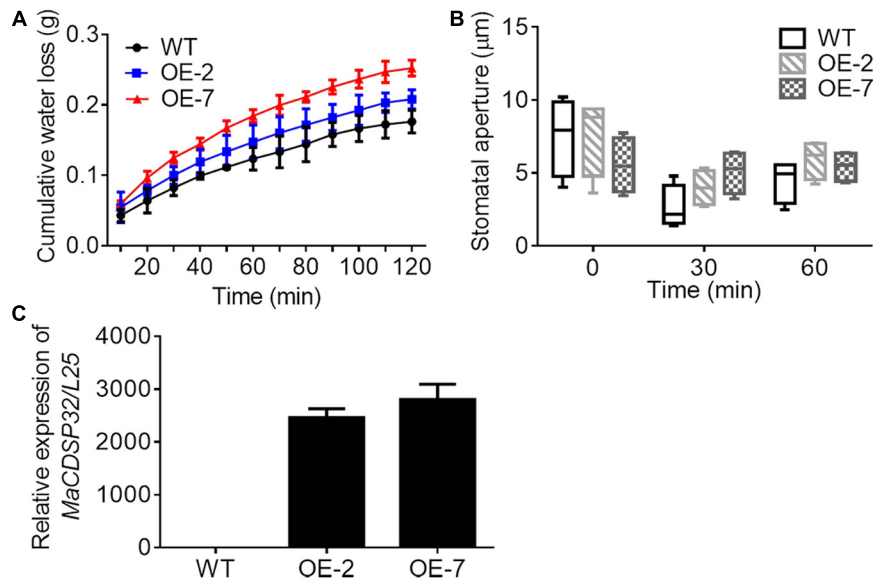 A
Cumulative water loss (g)
0.3
0.2
0.1
0.0
WT
OE-2
OE-7
20 40 60 80 100 120
Time (min)
B
Stomatal aperture (μm)
15
10
5
0
WT
OE-2
OE-7
0 30 60
Time (min)
C
Relative expression of
MaCDSP32/L25
4000
3000
2000
1000
0
WT OE-2 OE-7